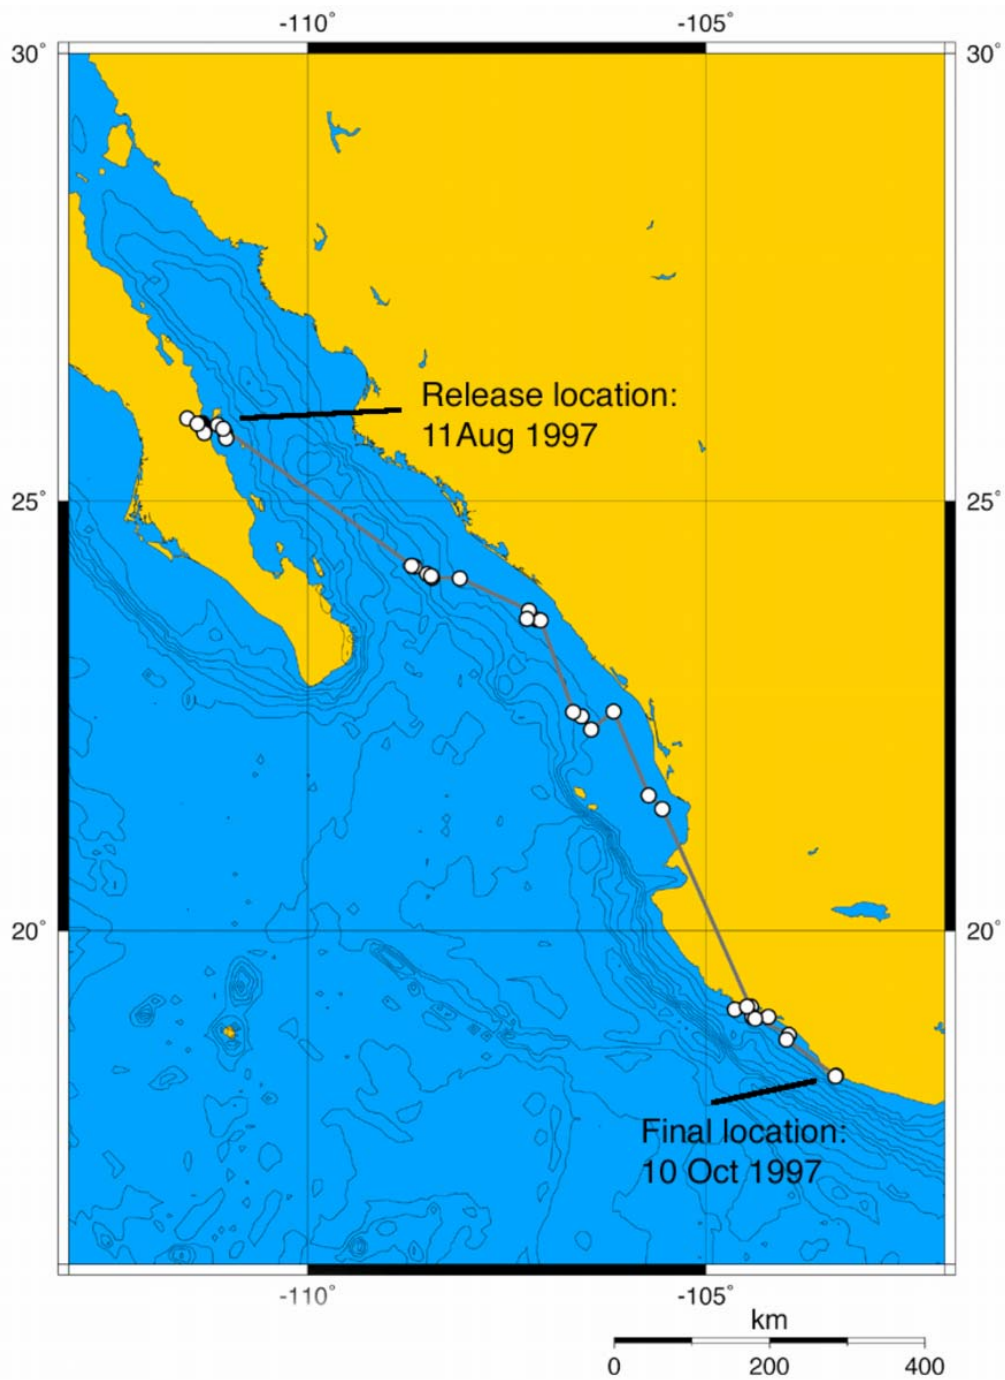 -110° -105°
30° 30°
Release location:
11Aug 1997
25° 25°
20° 20°
Final location:
10 Oct 1997
-110° -105°
km
0 200 400